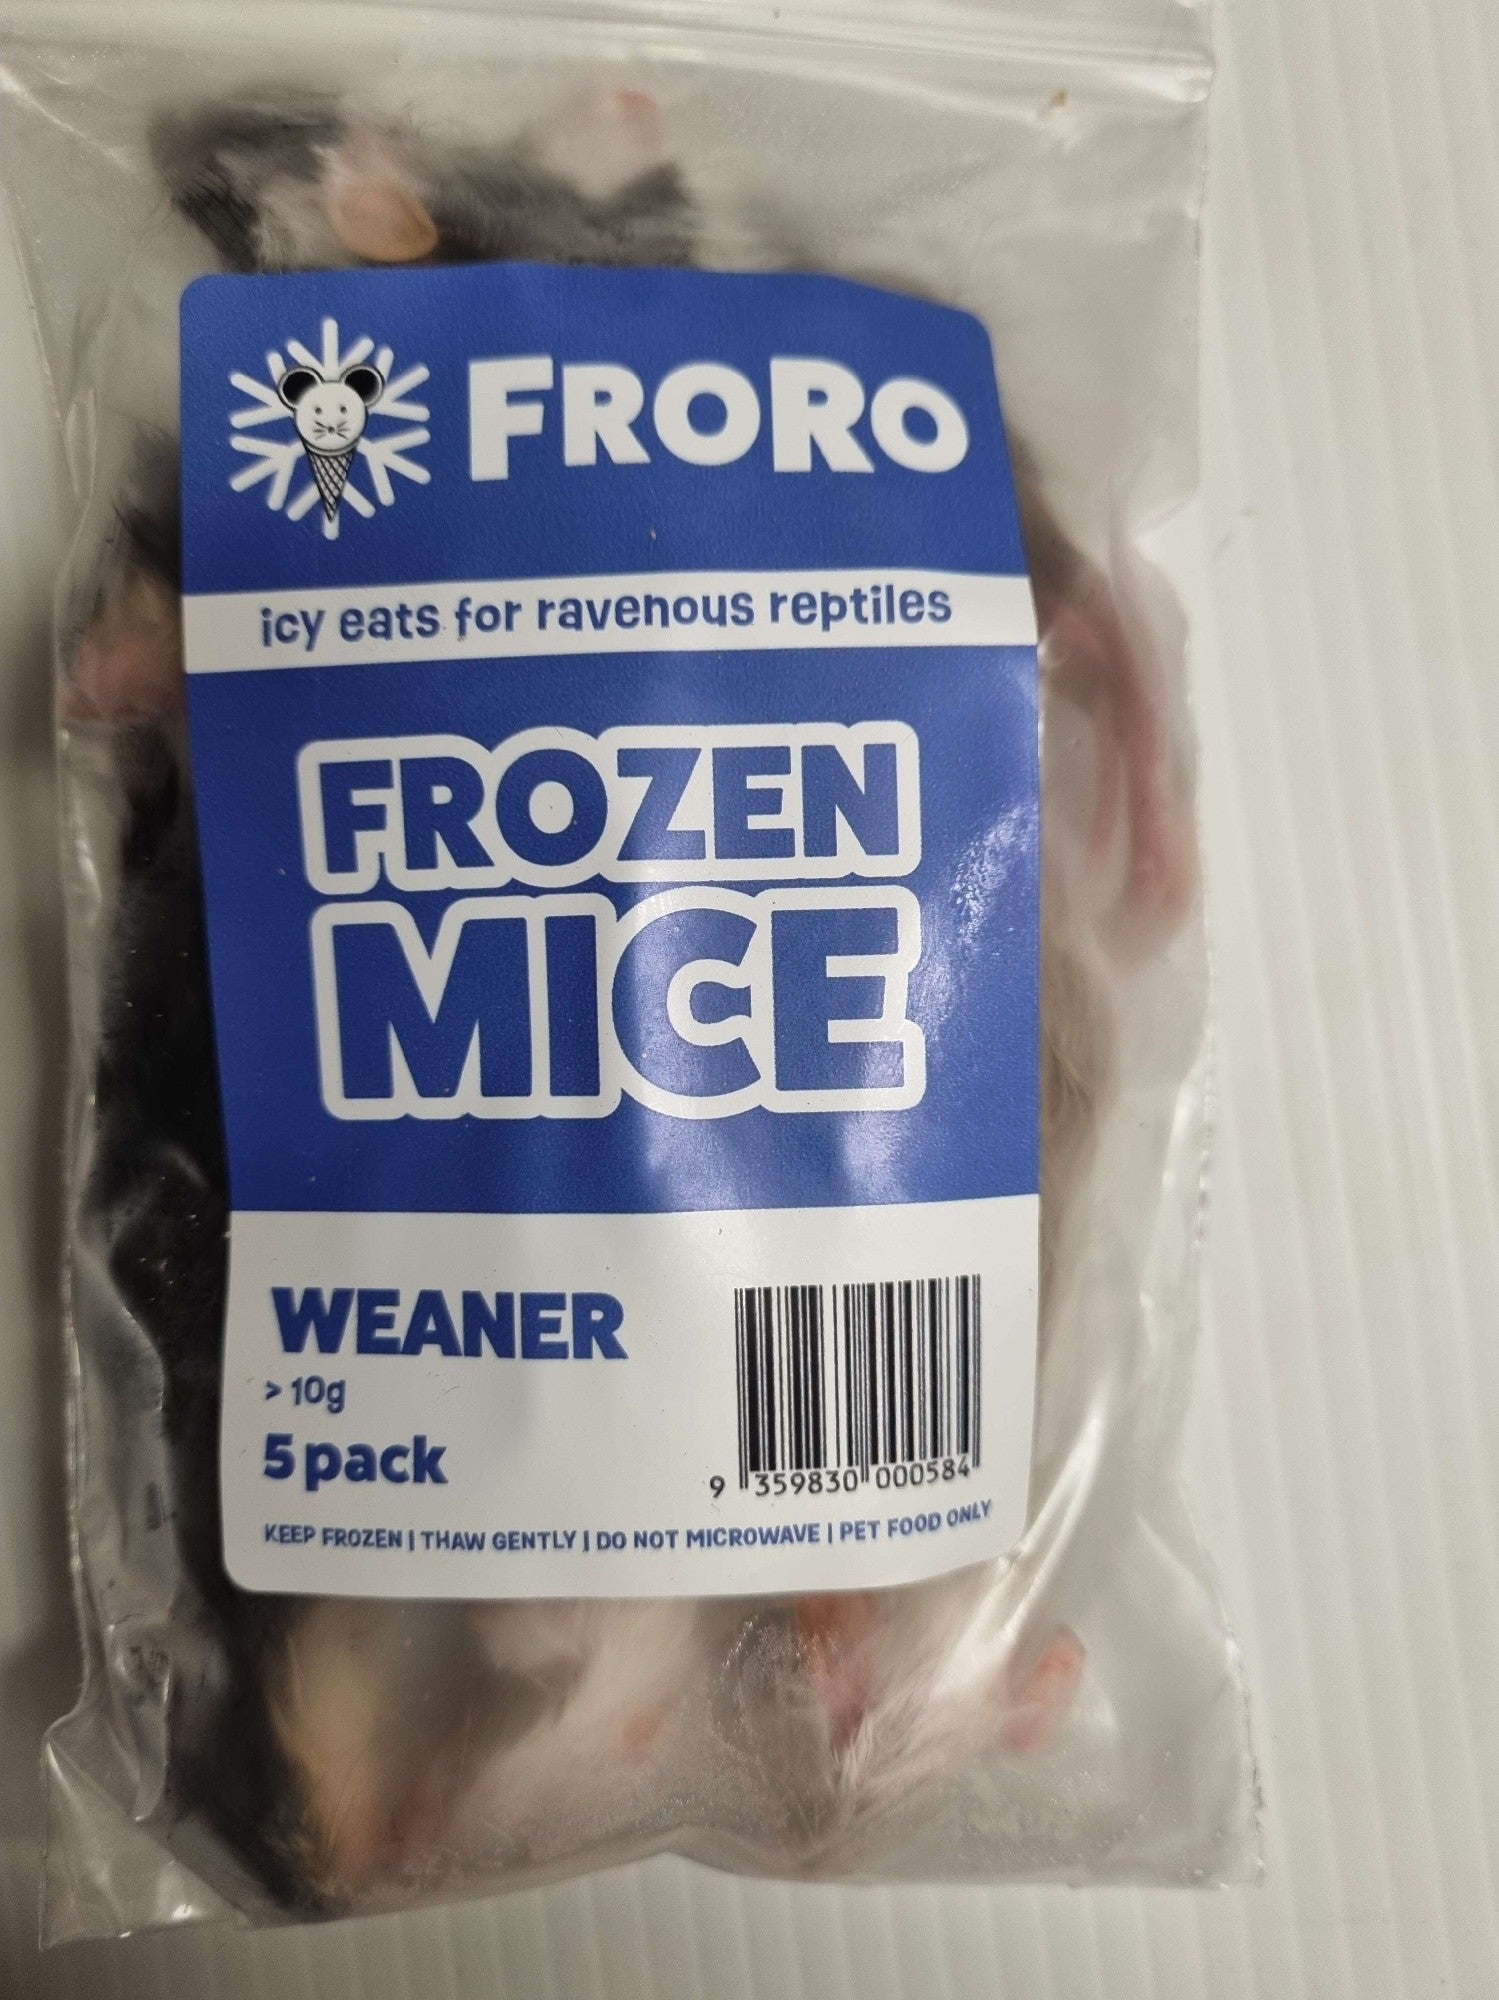 FRORO
icy eats for ravenous reptiles
FROZEN
MICE
WEANER
> 10g
5 pack
9 359830 000584
KEEP FROZEN | THAW GENTLY | DO NOT MICROWAVE | PET FOOD ONLY